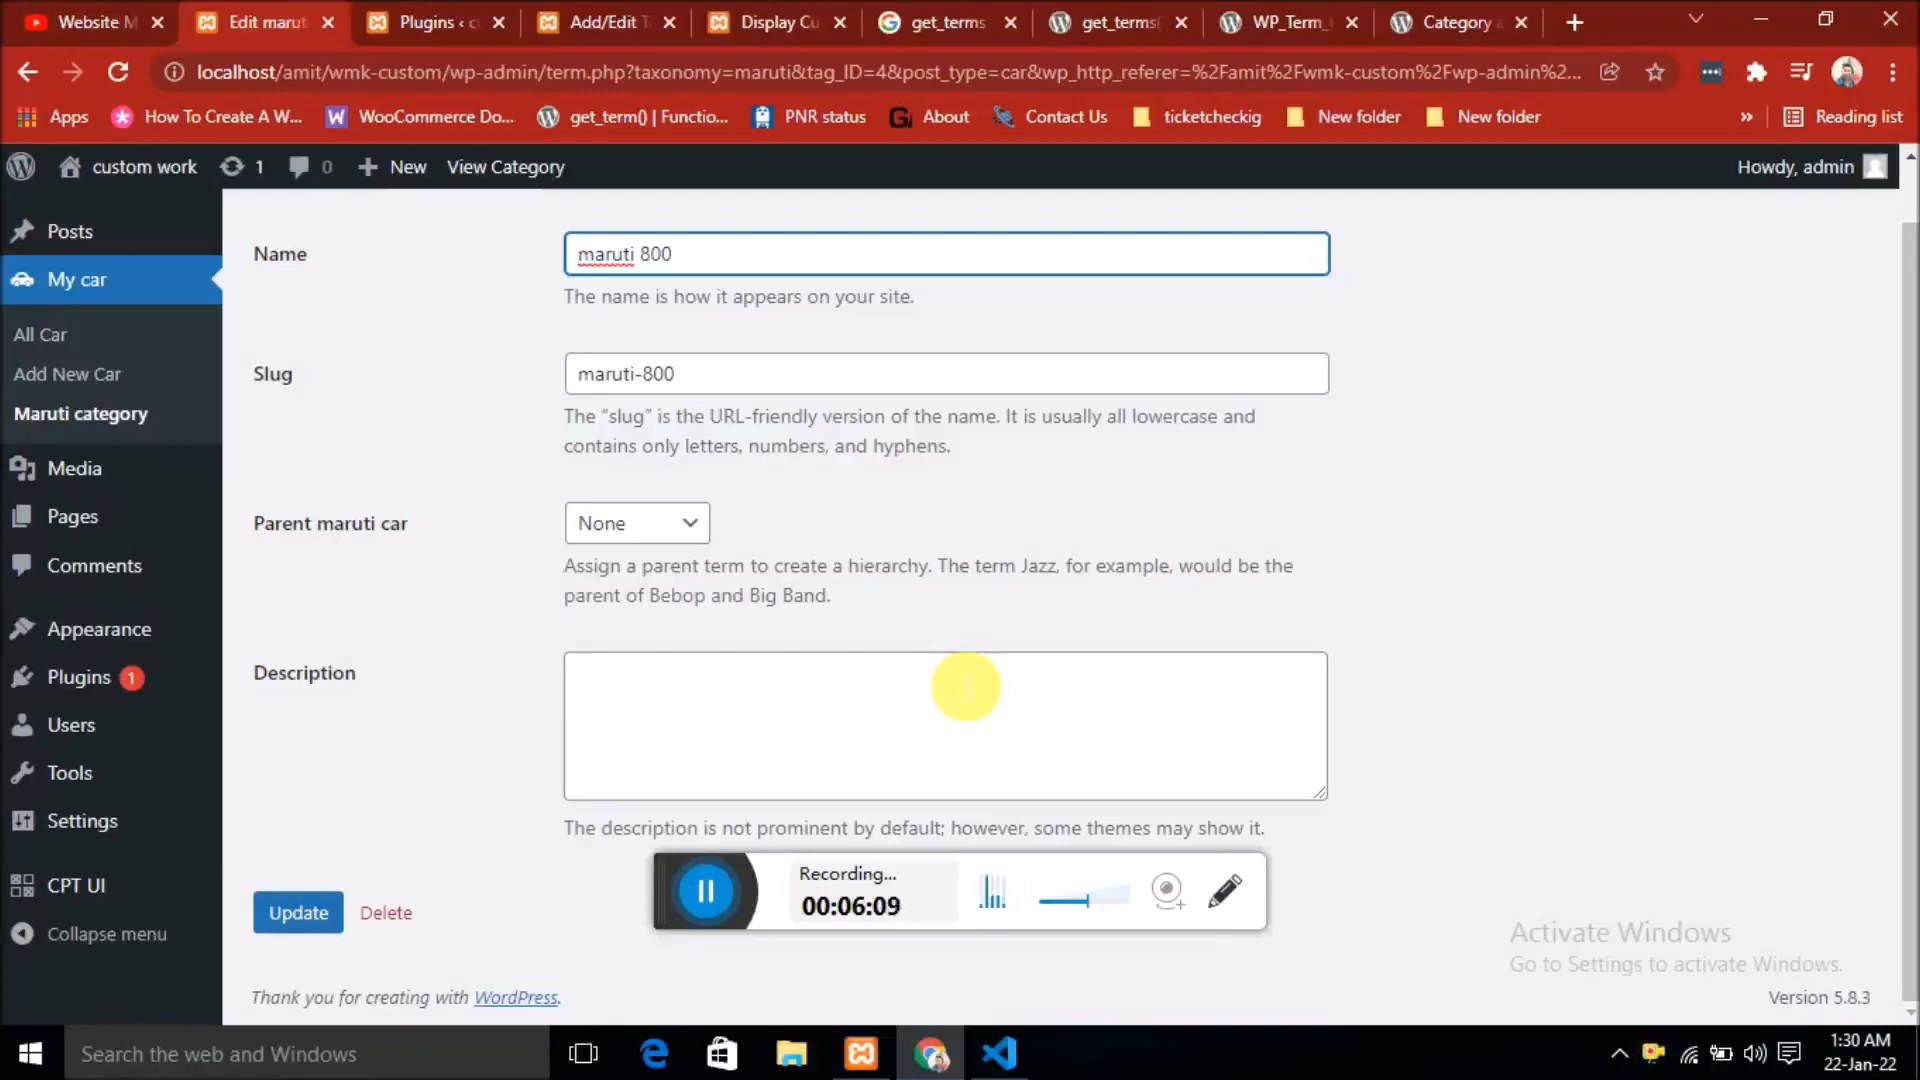 Website M
Edit marut
Plugins ‹ c
Add/Edit T
Display Cu
get_terms
get_terms(
WP_Term_
Category a
localhost/amit/wmk-custom/wp-admin/term.php?taxonomy=maruti&tag_ID=4&post_type=car&wp_http_referer=%2Famit%2Fwmk-custom%2Fwp-admin%2...
Apps
How To Create A W...
WooCommerce Do...
get_term() | Functio...
PNR status
About
Contact Us
ticketcheckig
New folder
New folder
»
Reading list
custom work
1
0
New
View Category
Howdy, admin
Posts
My car
All Car
Add New Car
Maruti category
Media
Pages
Comments
Appearance
Plugins 1
Users
Tools
Settings
CPT UI
Collapse menu
Name
maruti 800
The name is how it appears on your site.
Slug
maruti-800
The “slug” is the URL-friendly version of the name. It is usually all lowercase and
contains only letters, numbers, and hyphens.
Parent maruti car
None
Assign a parent term to create a hierarchy. The term Jazz, for example, would be the
parent of Bebop and Big Band.
Description
The description is not prominent by default; however, some themes may show it.
Recording...
00:06:09
Update
Delete
Activate Windows
Go to Settings to activate Windows.
Thank you for creating with WordPress.
Version 5.8.3
Search the web and Windows
1:30 AM
22-Jan-22